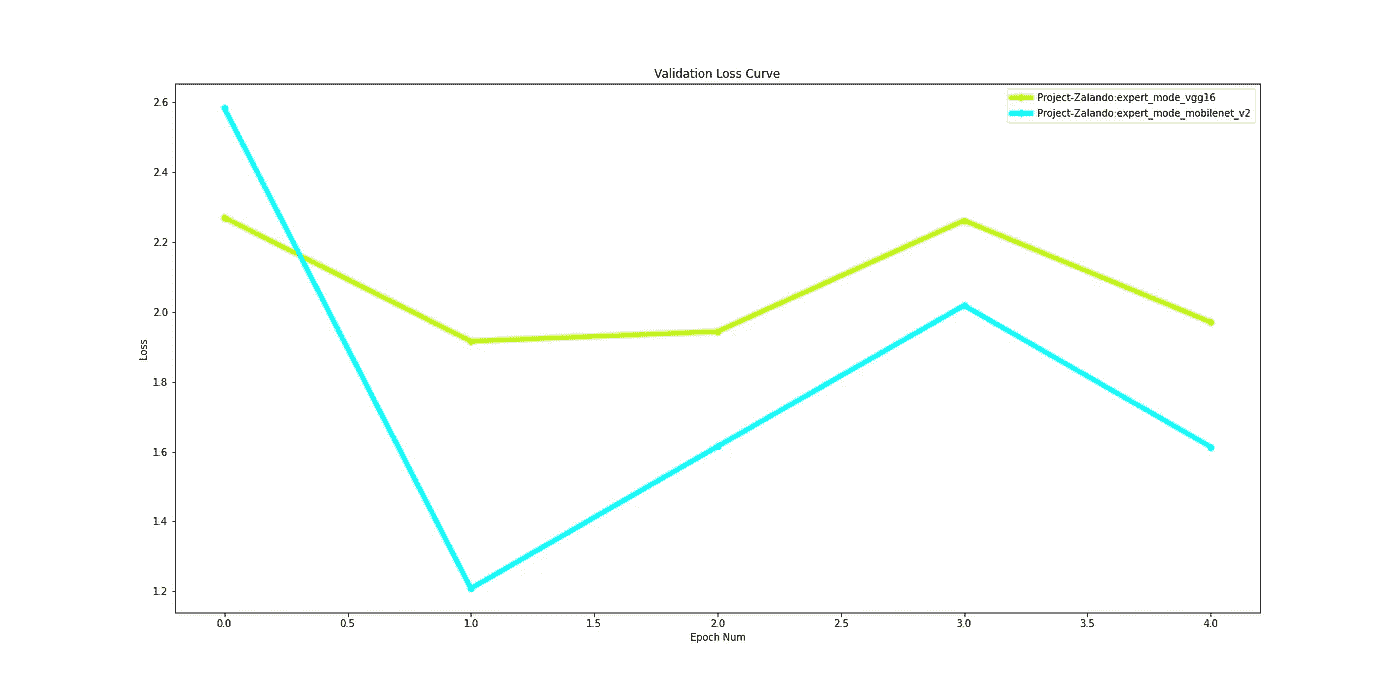 Validation Loss Curve
Project-Zalando:expert_mode_vgg16
Project-Zalando:expert_mode_mobilenet_v2
2.6
2.4
2.2
2.0
1.8
1.6
1.4
1.2
Loss
0.0 0.5 1.0 1.5 2.0 2.5 3.0 3.5 4.0
Epoch Num